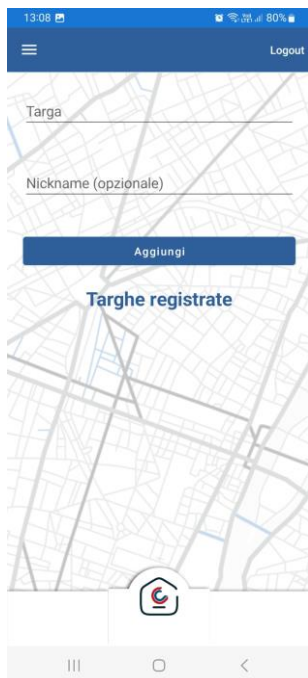 13:08 80%
Logout
Targa
Nickname (opzionale)
Aggiungi
Targhe registrate